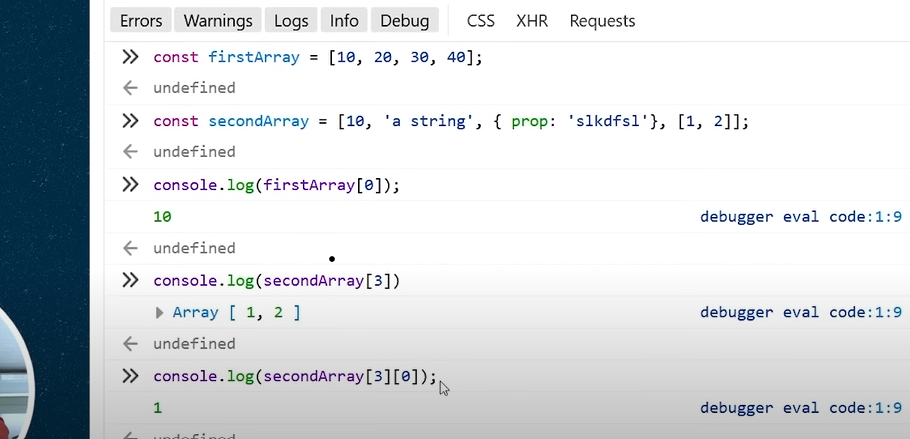 Errors Warnings Logs Info Debug CSS XHR Requests
>> const firstArray = [10, 20, 30, 40];
← undefined
>> const secondArray = [10, 'a string', { prop: 'slkdfsl'}, [1, 2]];
← undefined
>> console.log(firstArray[0]);
10 debugger eval code:1:9
← undefined
>> console.log(secondArray[3])
▶ Array [ 1, 2 ] debugger eval code:1:9
← undefined
>> console.log(secondArray[3][0]);
1 debugger eval code:1:9
← undefined